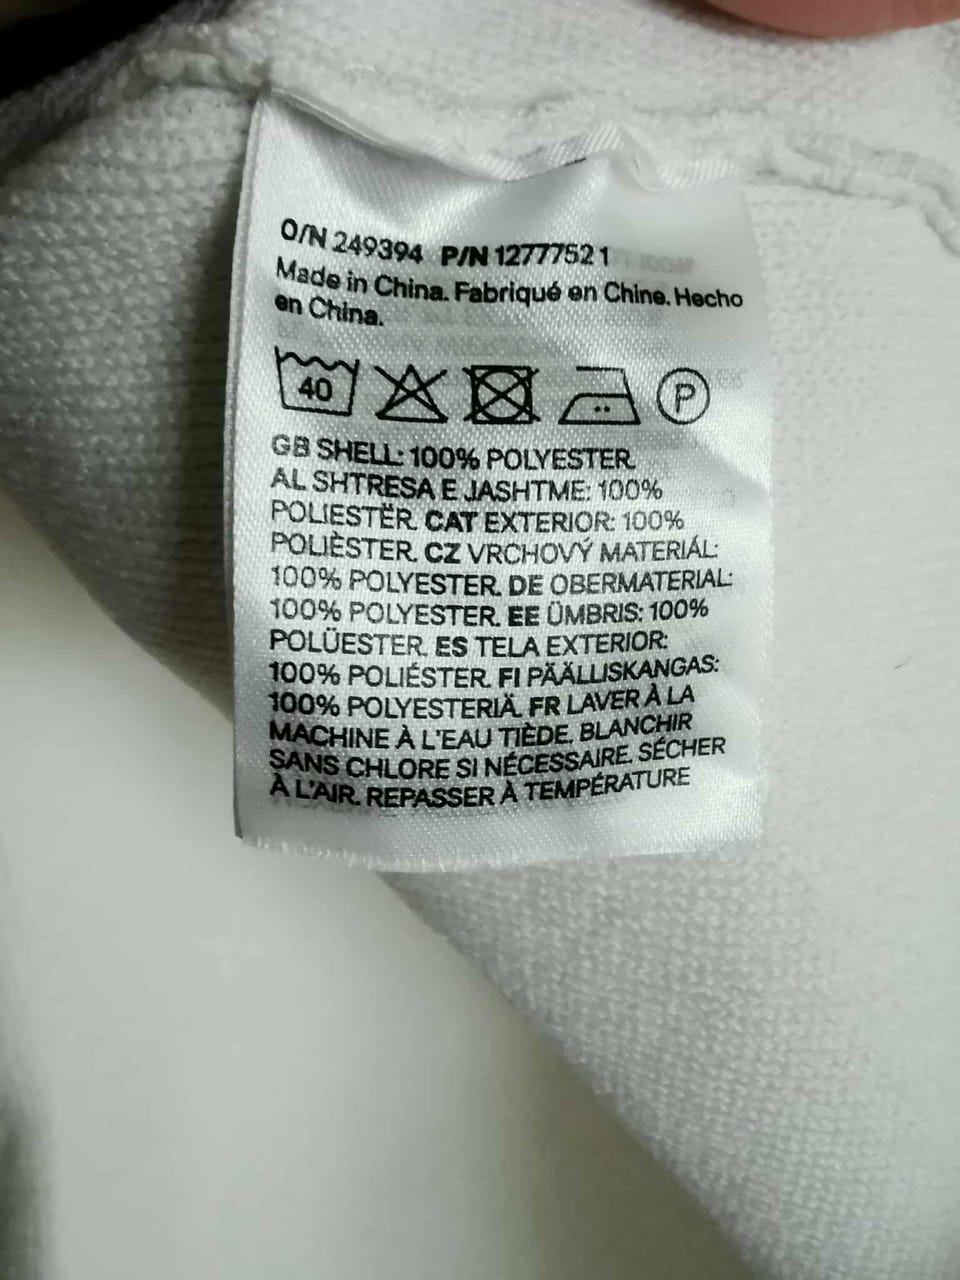 O/N 249394 P/N 12777521
Made in China. Fabriqué en Chine. Hecho
en China.
40
P
GB SHELL: 100% POLYESTER.
AL SHTRESA E JASHTME: 100%
POLIESTËR. CAT EXTERIOR: 100%
POLIÈSTER. CZ VRCHOVÝ MATERIÁL:
100% POLYESTER. DE OBERMATERIAL:
100% POLYESTER. EE ÜMBRIS: 100%
POLÜESTER. ES TELA EXTERIOR:
100% POLIÉSTER. FI PÄÄLLISKANGAS:
100% POLYESTERIÄ. FR LAVER À LA
MACHINE À L'EAU TIÈDE. BLANCHIR
SANS CHLORE SI NÉCESSAIRE. SÉCHER
À L'AIR. REPASSER À TEMPÉRATURE